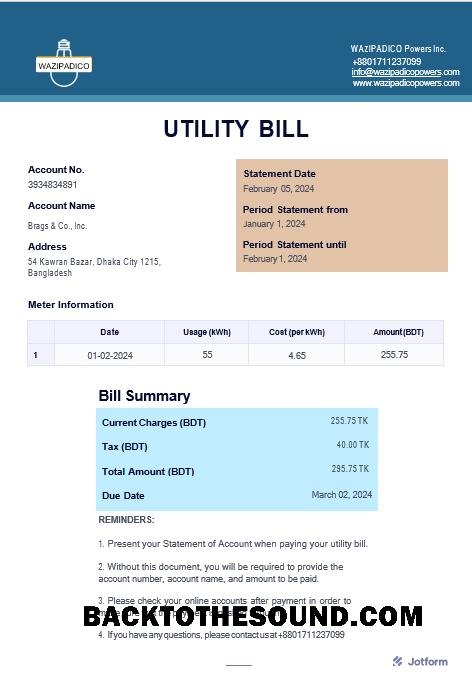 WAZIPADICO
WAZIPADICO Powers Inc.
+8801711237099
info@wazipadicopowers.com
www.wazipadicopowers.com
UTILITY BILL
Account No.
3934834891
Account Name
Brags & Co., Inc.
Address
54 Kawran Bazar, Dhaka City 1215,
Bangladesh
Statement Date
February 05, 2024
Period Statement from
January 1, 2024
Period Statement until
February 1, 2024
Meter Information
Date Usage (kWh) Cost (per kWh) Amount (BDT)
1 01-02-2024 55 4.65 255.75
Bill Summary
Current Charges (BDT) 255.75 TK
Tax (BDT) 40.00 TK
Total Amount (BDT) 295.75 TK
Due Date March 02, 2024
REMINDERS:
1. Present your Statement of Account when paying your utility bill.
2. Without this document, you will be required to provide the
account number, account name, and amount to be paid.
3. Please check your online accounts after payment in order to
BACKTOTHESOUND.COM
4. If you have any questions, please contact us at +8801711237099
Jotform